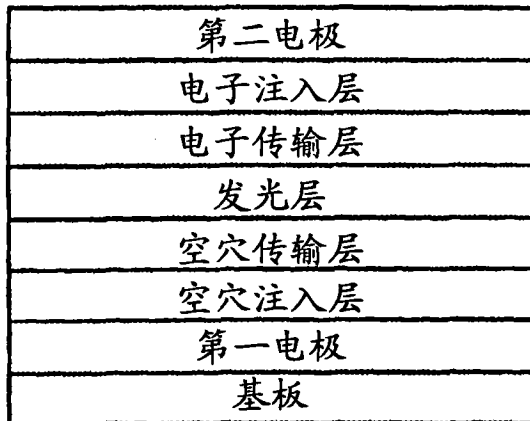 第二电极
电子注入层
电子传输层
发光层
空穴传输层
空穴注入层
第一电极
基板